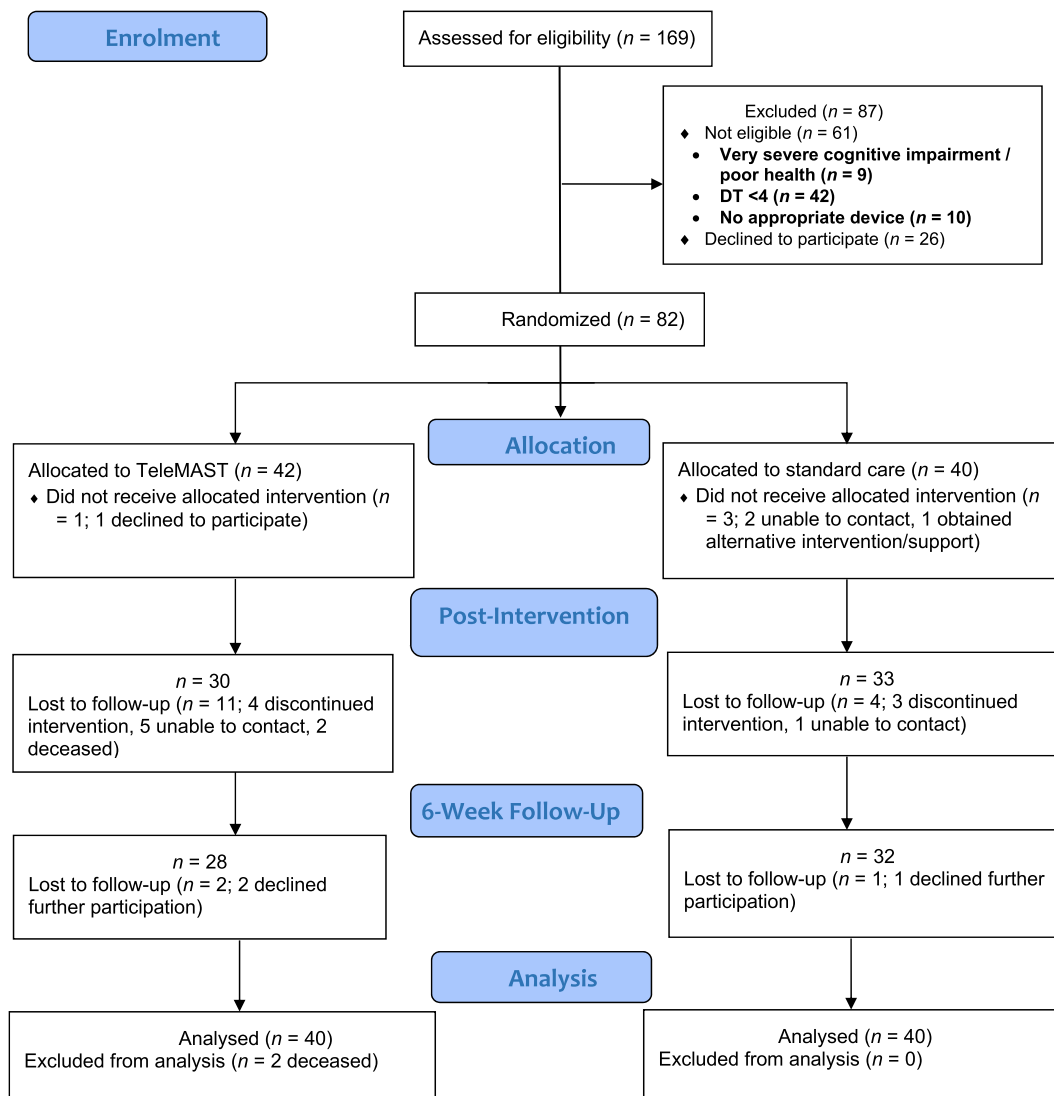 Enrolment
Assessed for eligibility (n = 169)
Excluded (n = 87)
♦ Not eligible (n = 61)
• Very severe cognitive impairment /
poor health (n = 9)
• DT <4 (n = 42)
• No appropriate device (n = 10)
♦ Declined to participate (n = 26)
Randomized (n = 82)
Allocation
Allocated to TeleMAST (n = 42)
♦ Did not receive allocated intervention (n
= 1; 1 declined to participate)
Allocated to standard care (n = 40)
♦ Did not receive allocated intervention (n
= 3; 2 unable to contact, 1 obtained
alternative intervention/support)
Post-Intervention
n = 30
Lost to follow-up (n = 11; 4 discontinued
intervention, 5 unable to contact, 2
deceased)
n = 33
Lost to follow-up (n = 4; 3 discontinued
intervention, 1 unable to contact)
6-Week Follow-Up
n = 28
Lost to follow-up (n = 2; 2 declined
further participation)
n = 32
Lost to follow-up (n = 1; 1 declined further
participation)
Analysis
Analysed (n = 40)
Excluded from analysis (n = 2 deceased)
Analysed (n = 40)
Excluded from analysis (n = 0)